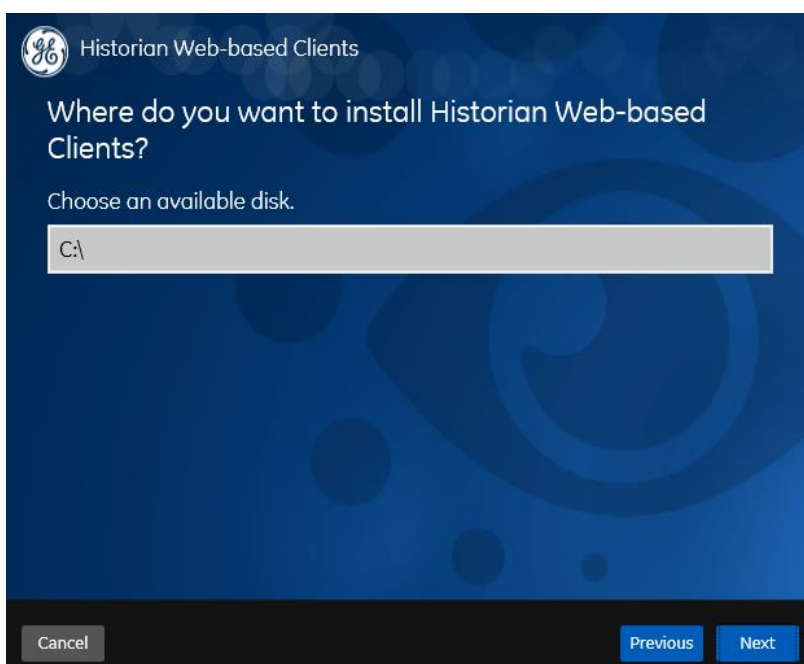 Historian Web-based Clients
Where do you want to install Historian Web-based
Clients?
Choose an available disk.
C:\
Cancel
Previous
Next